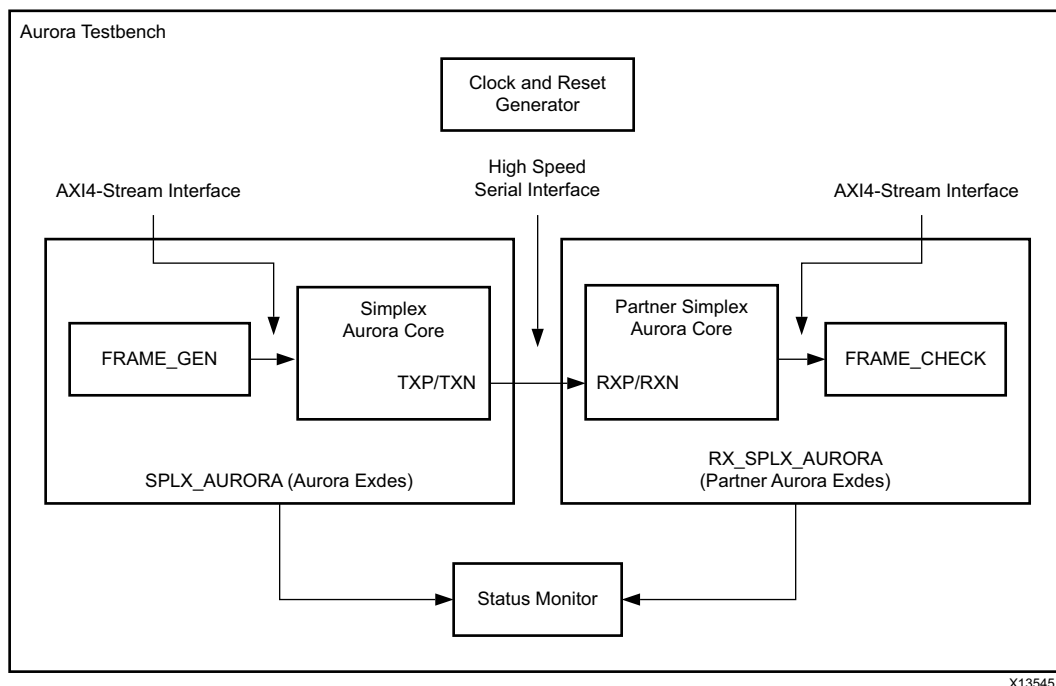 Aurora Testbench
Clock and Reset
Generator
High Speed
Serial Interface
AXI4-Stream Interface
AXI4-Stream Interface
Simplex
Aurora Core
Partner Simplex
Aurora Core
FRAME_GEN
FRAME_CHECK
TXP/TXN
RXP/RXN
SPLX_AURORA (Aurora Exdes)
RX_SPLX_AURORA
(Partner Aurora Exdes)
Status Monitor
X13545